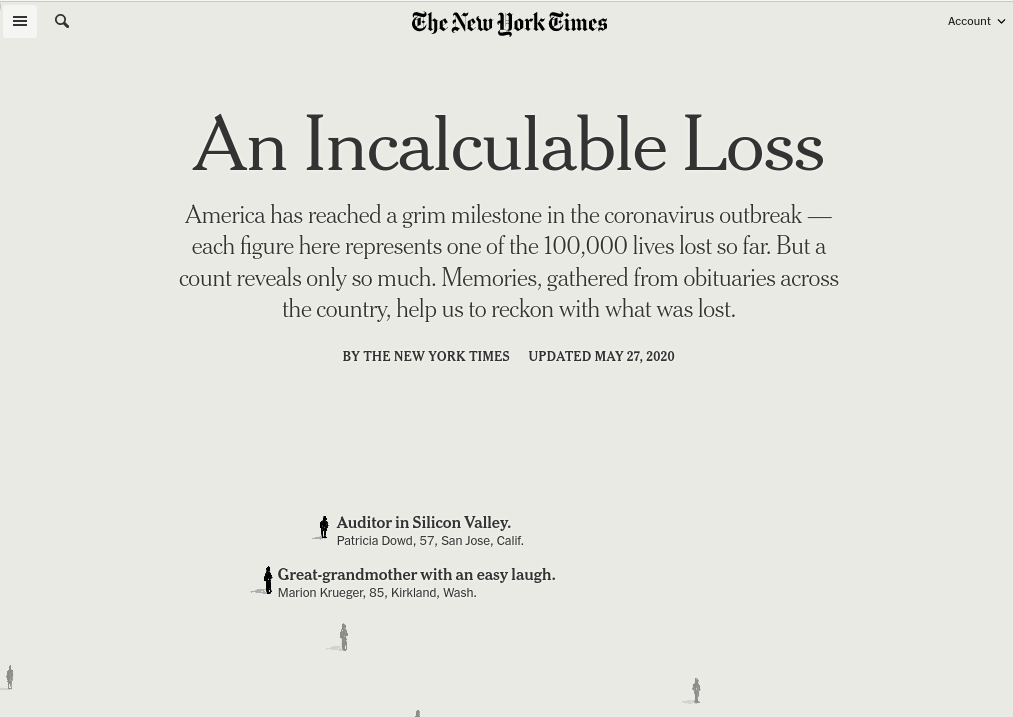 The New York Times
Account
An Incalculable Loss
America has reached a grim milestone in the coronavirus outbreak —
each figure here represents one of the 100,000 lives lost so far. But a
count reveals only so much. Memories, gathered from obituaries across
the country, help us to reckon with what was lost.
BY THE NEW YORK TIMES UPDATED MAY 27, 2020
Auditor in Silicon Valley.
Patricia Dowd, 57, San Jose, Calif.
Great-grandmother with an easy laugh.
Marion Krueger, 85, Kirkland, Wash.